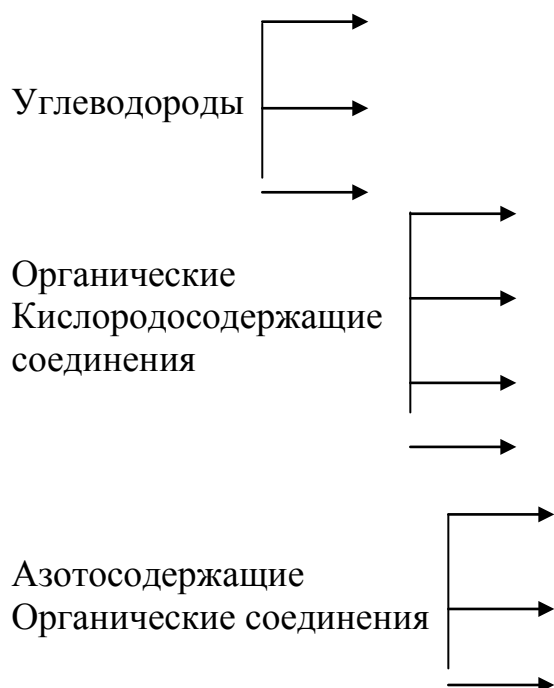 Углеводороды
Органические
Кислородосодержащие
соединения
Азотосодержащие
Органические соединения